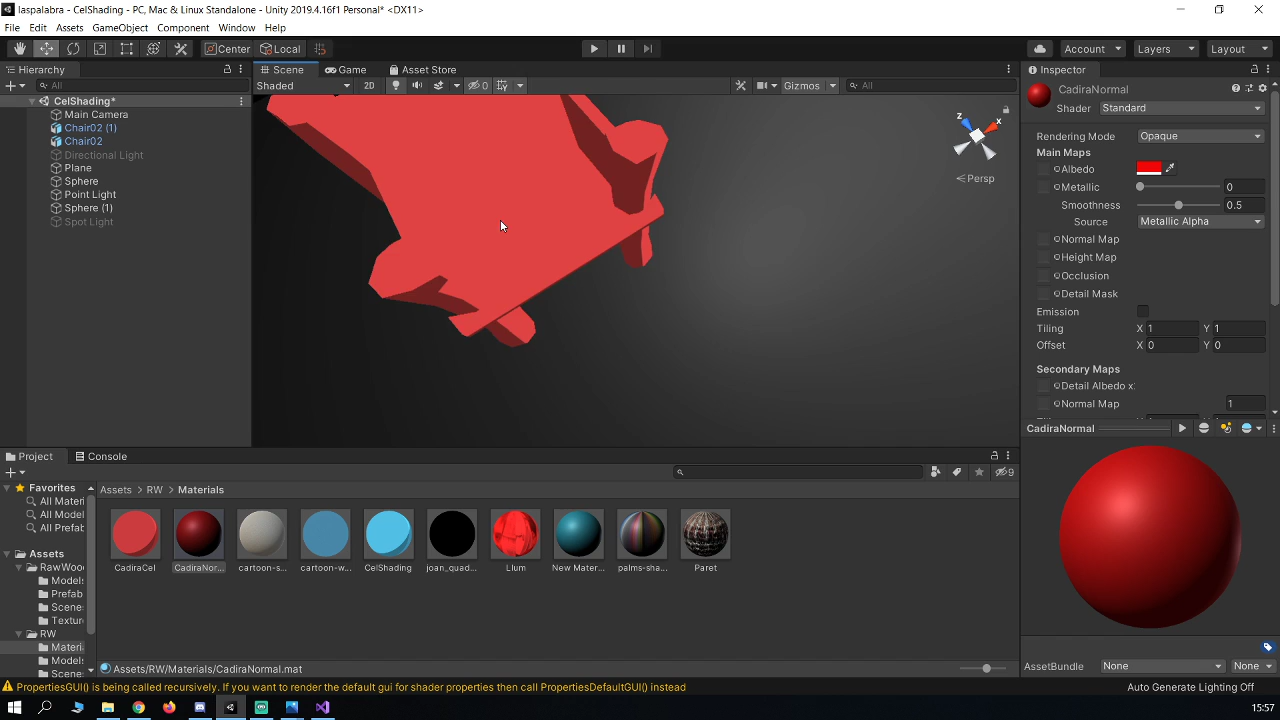 laspalabra - CelShading - PC, Mac & Linux Standalone - Unity 2019.4.16f1 Personal* <DX11>
File Edit Assets GameObject Component Window Help
Center Local Account Layers Layout
Hierarchy
All
CelShading*
Main Camera
Chair02 (1)
Chair02
Directional Light
Plane
Sphere
Point Light
Sphere (1)
Spot Light
Scene Game Asset Store
Shaded 2D 0 Gizmos All
z x
Persp
Inspector
CadiraNormal
Shader Standard
Rendering Mode Opaque
Main Maps
Albedo
Metallic 0
Smoothness 0.5
Source Metallic Alpha
Normal Map
Height Map
Occlusion
Detail Mask
Emission
Tiling X 1 Y 1
Offset X 0 Y 0
Secondary Maps
Detail Albedo x
Normal Map 1
CadiraNormal
AssetBundle None None
Project Console
9
Favorites
All Materi
All Model
All Prefab
Assets
RawWoo
Models
Prefab
Scene
Textur
RW
Materi
Models
Scene
Assets > RW > Materials
CadiraCel CadiraNor... cartoon-s... cartoon-w... CelShading joan_quad... Llum New Mater... palms-sha... Paret
Assets/RW/Materials/CadiraNormal.mat
PropertiesGUI() is being called recursively. If you want to render the default gui for shader properties then call PropertiesDefaultGUI() instead
Auto Generate Lighting Off
15:57